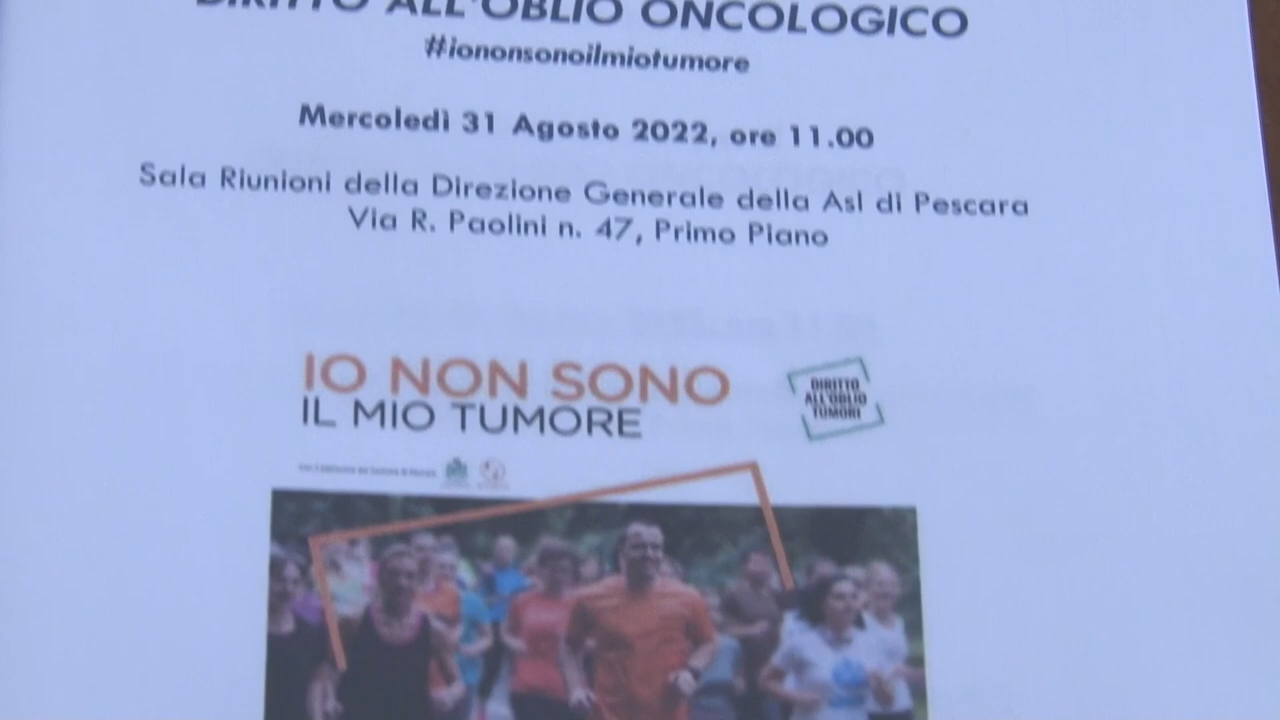 DIRITTO ALL'OBLIO ONCOLOGICO
#iononsonoilmiotumore
Mercoledì 31 Agosto 2022, ore 11.00
Sala Riunioni della Direzione Generale della Asl di Pescara
Via R. Paolini n. 47, Primo Piano
IO NON SONO
IL MIO TUMORE
DIRITTO
ALL'OBLIO
TUMORI